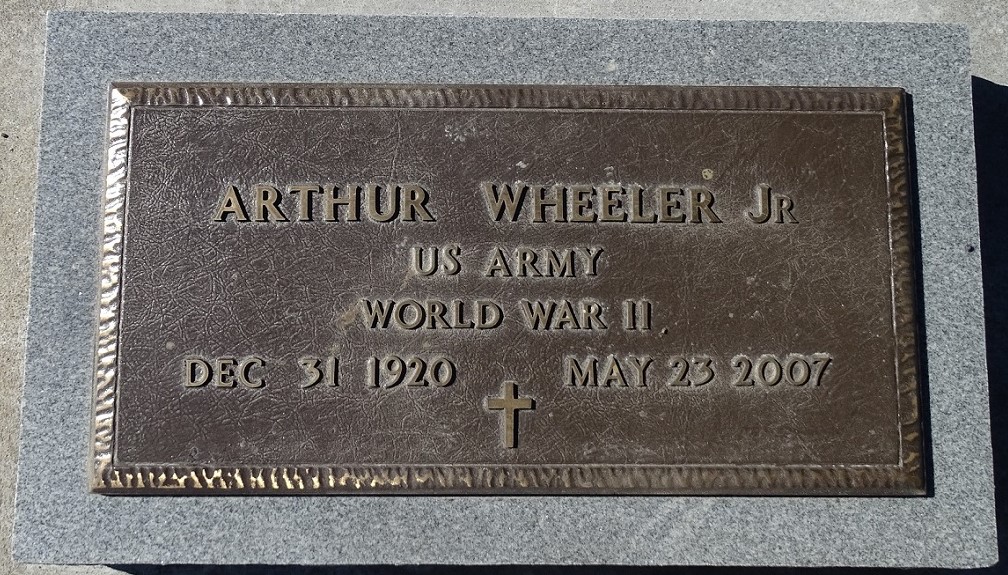 ARTHUR WHEELER JR
US ARMY
WORLD WAR II
DEC 31 1920 MAY 23 2007